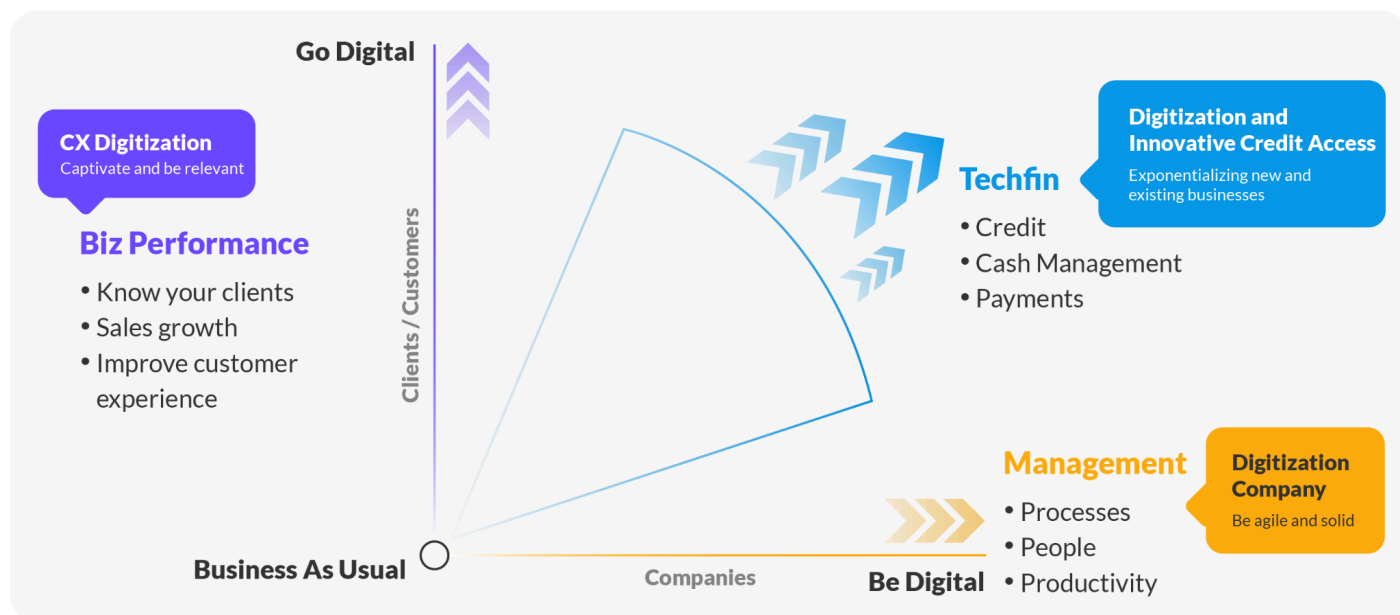 Go Digital
CX Digitization
Captivate and be relevant
Biz Performance
• Know your clients
• Sales growth
• Improve customer
experience
Clients / Customers
Digitization and
Innovative Credit Access
Exponentializing new and
existing businesses
Techfin
• Credit
• Cash Management
• Payments
Management
• Processes
• People
• Productivity
Digitization
Company
Be agile and solid
Business As Usual
Companies
Be Digital